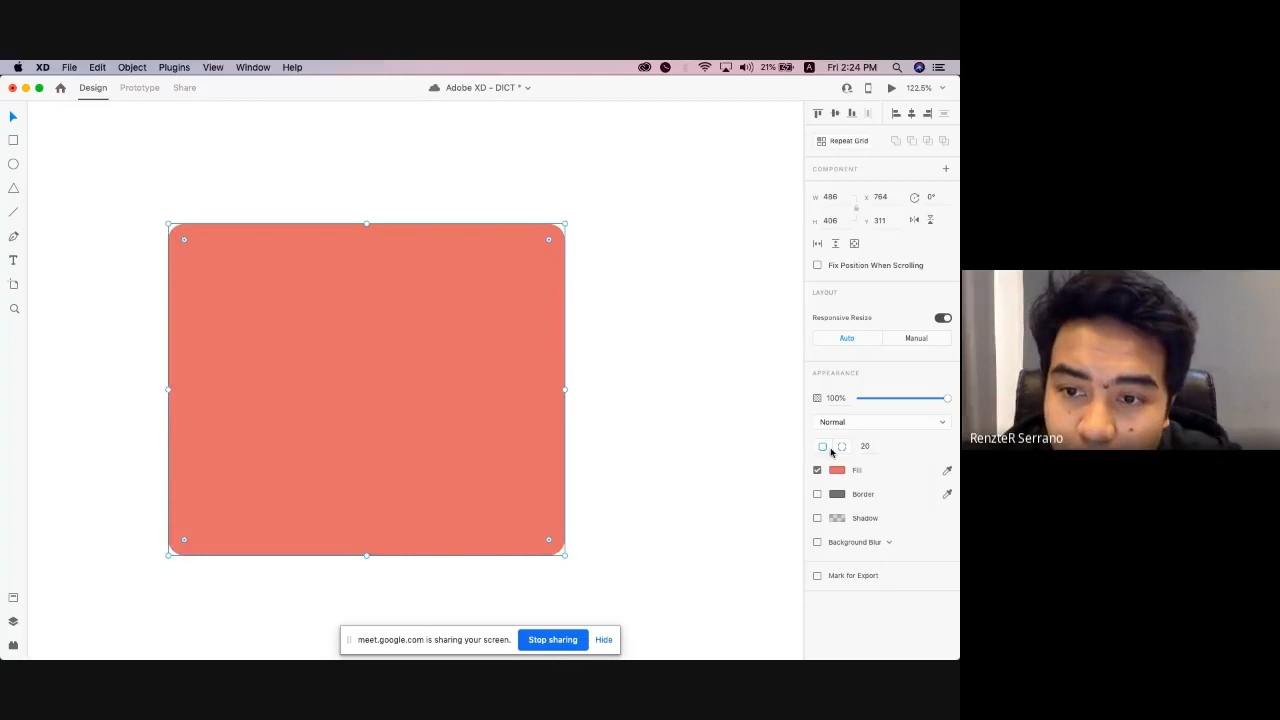 XD File Edit Object Plugins View Window Help 21% A Fri 2:24 PM
Design Prototype Share Adobe XD - DICT * 122.5%
Repeat Grid
COMPONENT
W 486 X 764 0°
H 406 Y 311
Fix Position When Scrolling
LAYOUT
Responsive Resize
Auto Manual
APPEARANCE
100%
Normal
20
Fill
Border
Shadow
Background Blur
Mark for Export
T
meet.google.com is sharing your screen. Stop sharing Hide
RenzteR Serrano